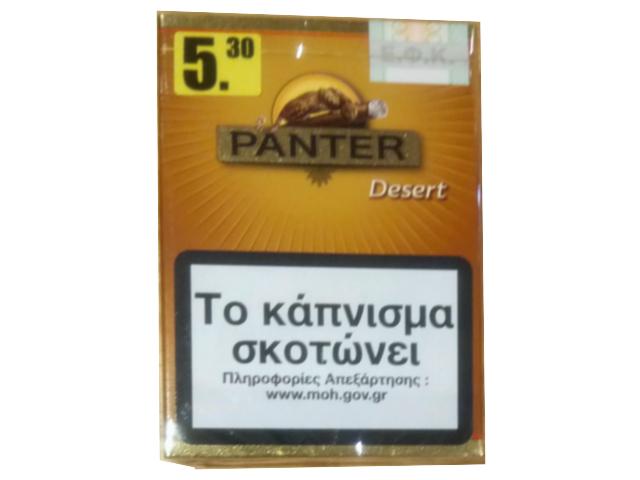 5.30
Ε.Φ.Κ.
PANTER
Desert
Το κάπνισμα
σκοτώνει
Πληροφορίες Απεξάρτησης :
www.moh.gov.gr